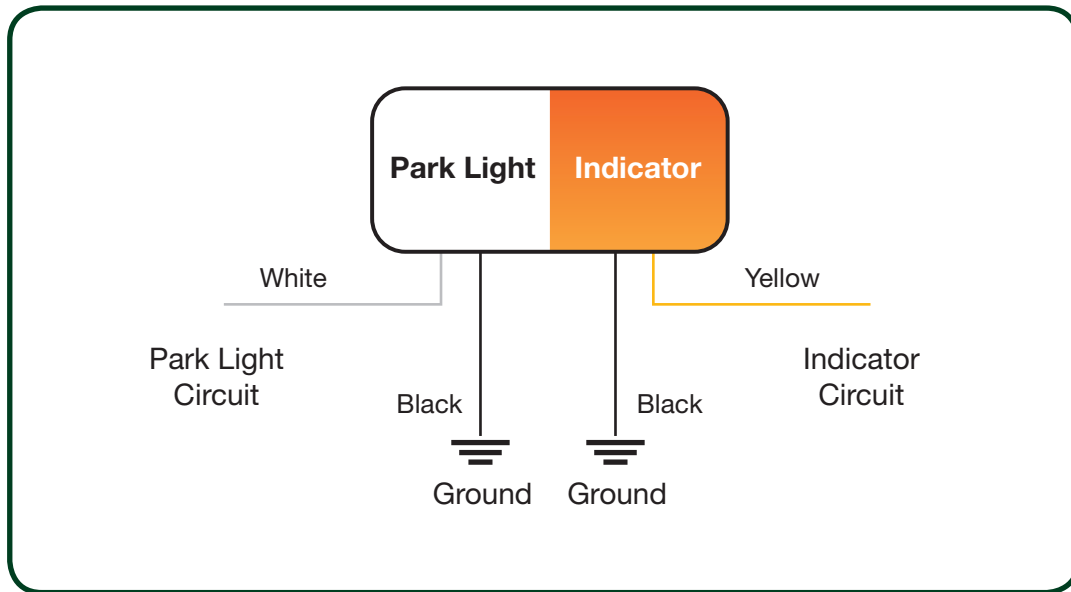 Park Light
Indicator
White
Yellow
Park Light
Circuit
Indicator
Circuit
Black
Black
Ground
Ground